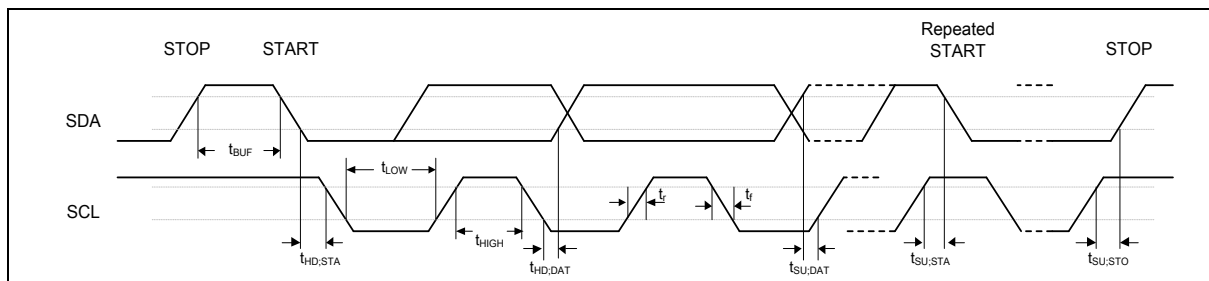 STOP
START
Repeated
START
STOP
SDA
tBUF
tLOW
SCL
tr
tf
tHIGH
tHD;STA
tHD;DAT
tSU;DAT
tSU;STA
tSU;STO